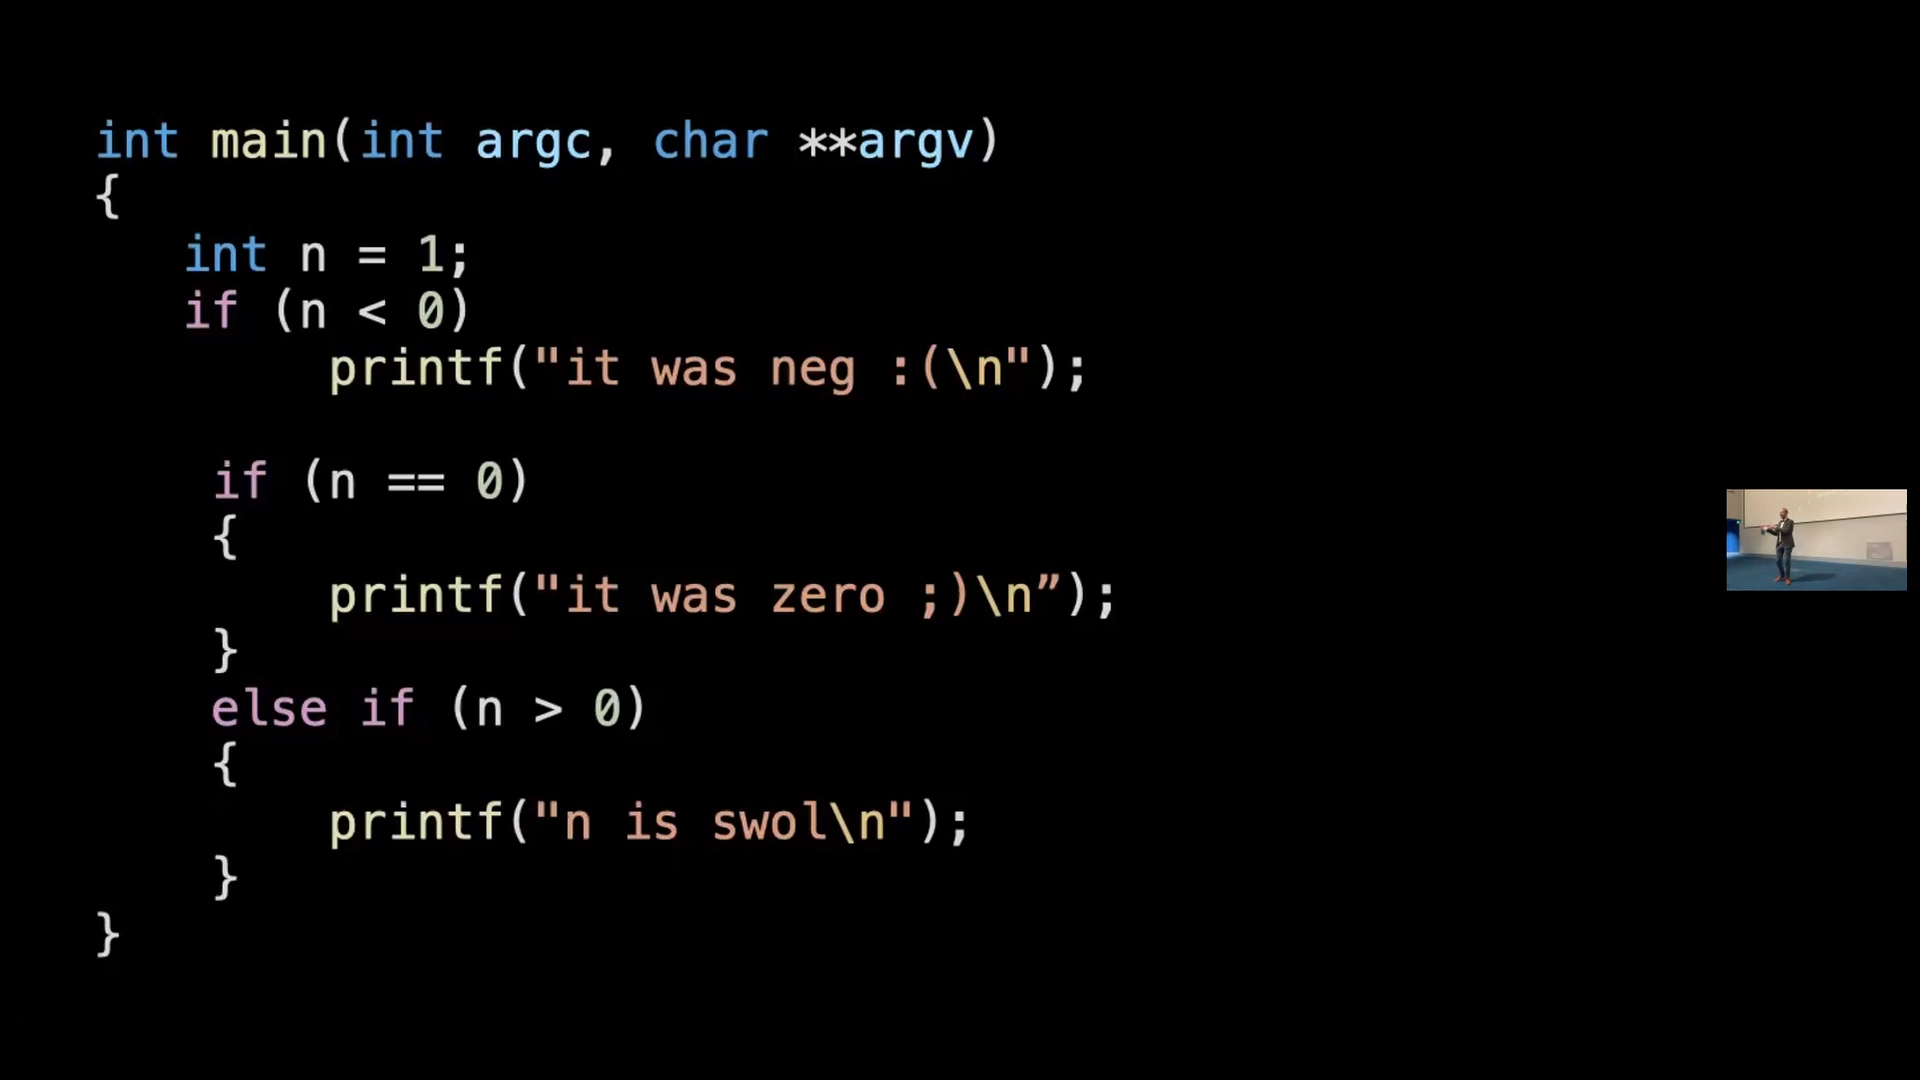 int main(int argc, char **argv)
{
int n = 1;
if (n < 0)
printf("it was neg :(\n");
if (n == 0)
{
printf("it was zero ;)\n”);
}
else if (n > 0)
{
printf("n is swol\n");
}
}